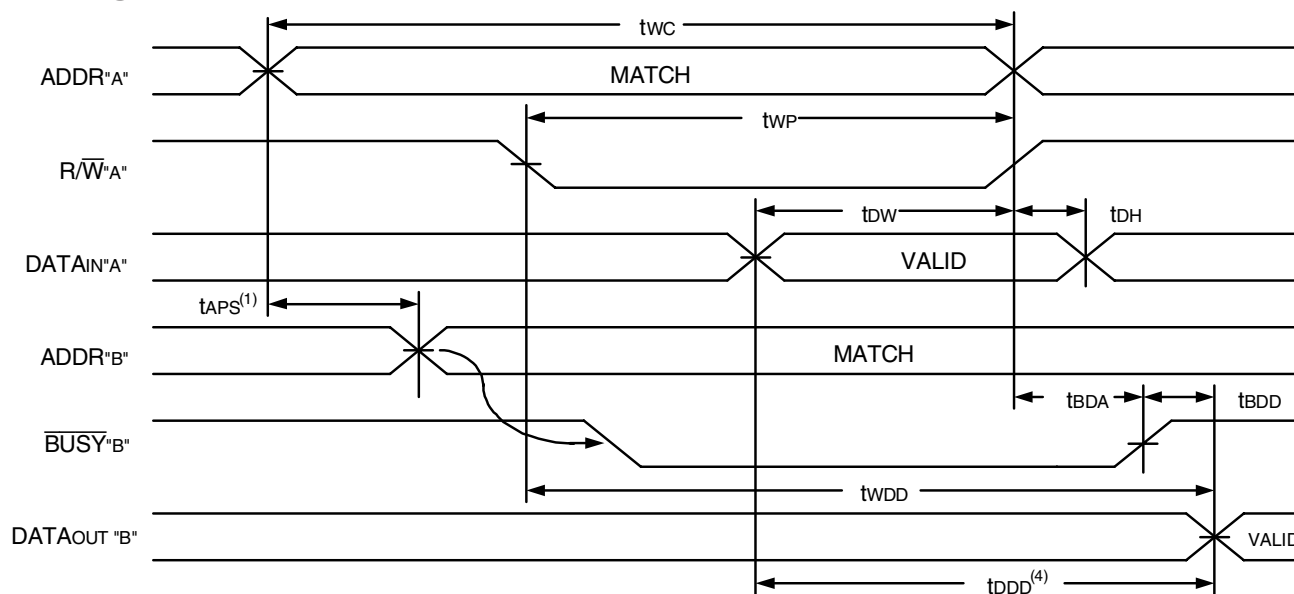 tWC
ADDR"A"
MATCH
tWP
R/W̅"A"
tDW
tDH
DATAIN"A"
VALID
tAPS(1)
ADDR"B"
MATCH
tBDA
tBDD
B̅U̅S̅Y̅"B"
tWDD
DATAOUT "B"
VALID
tDDD(4)